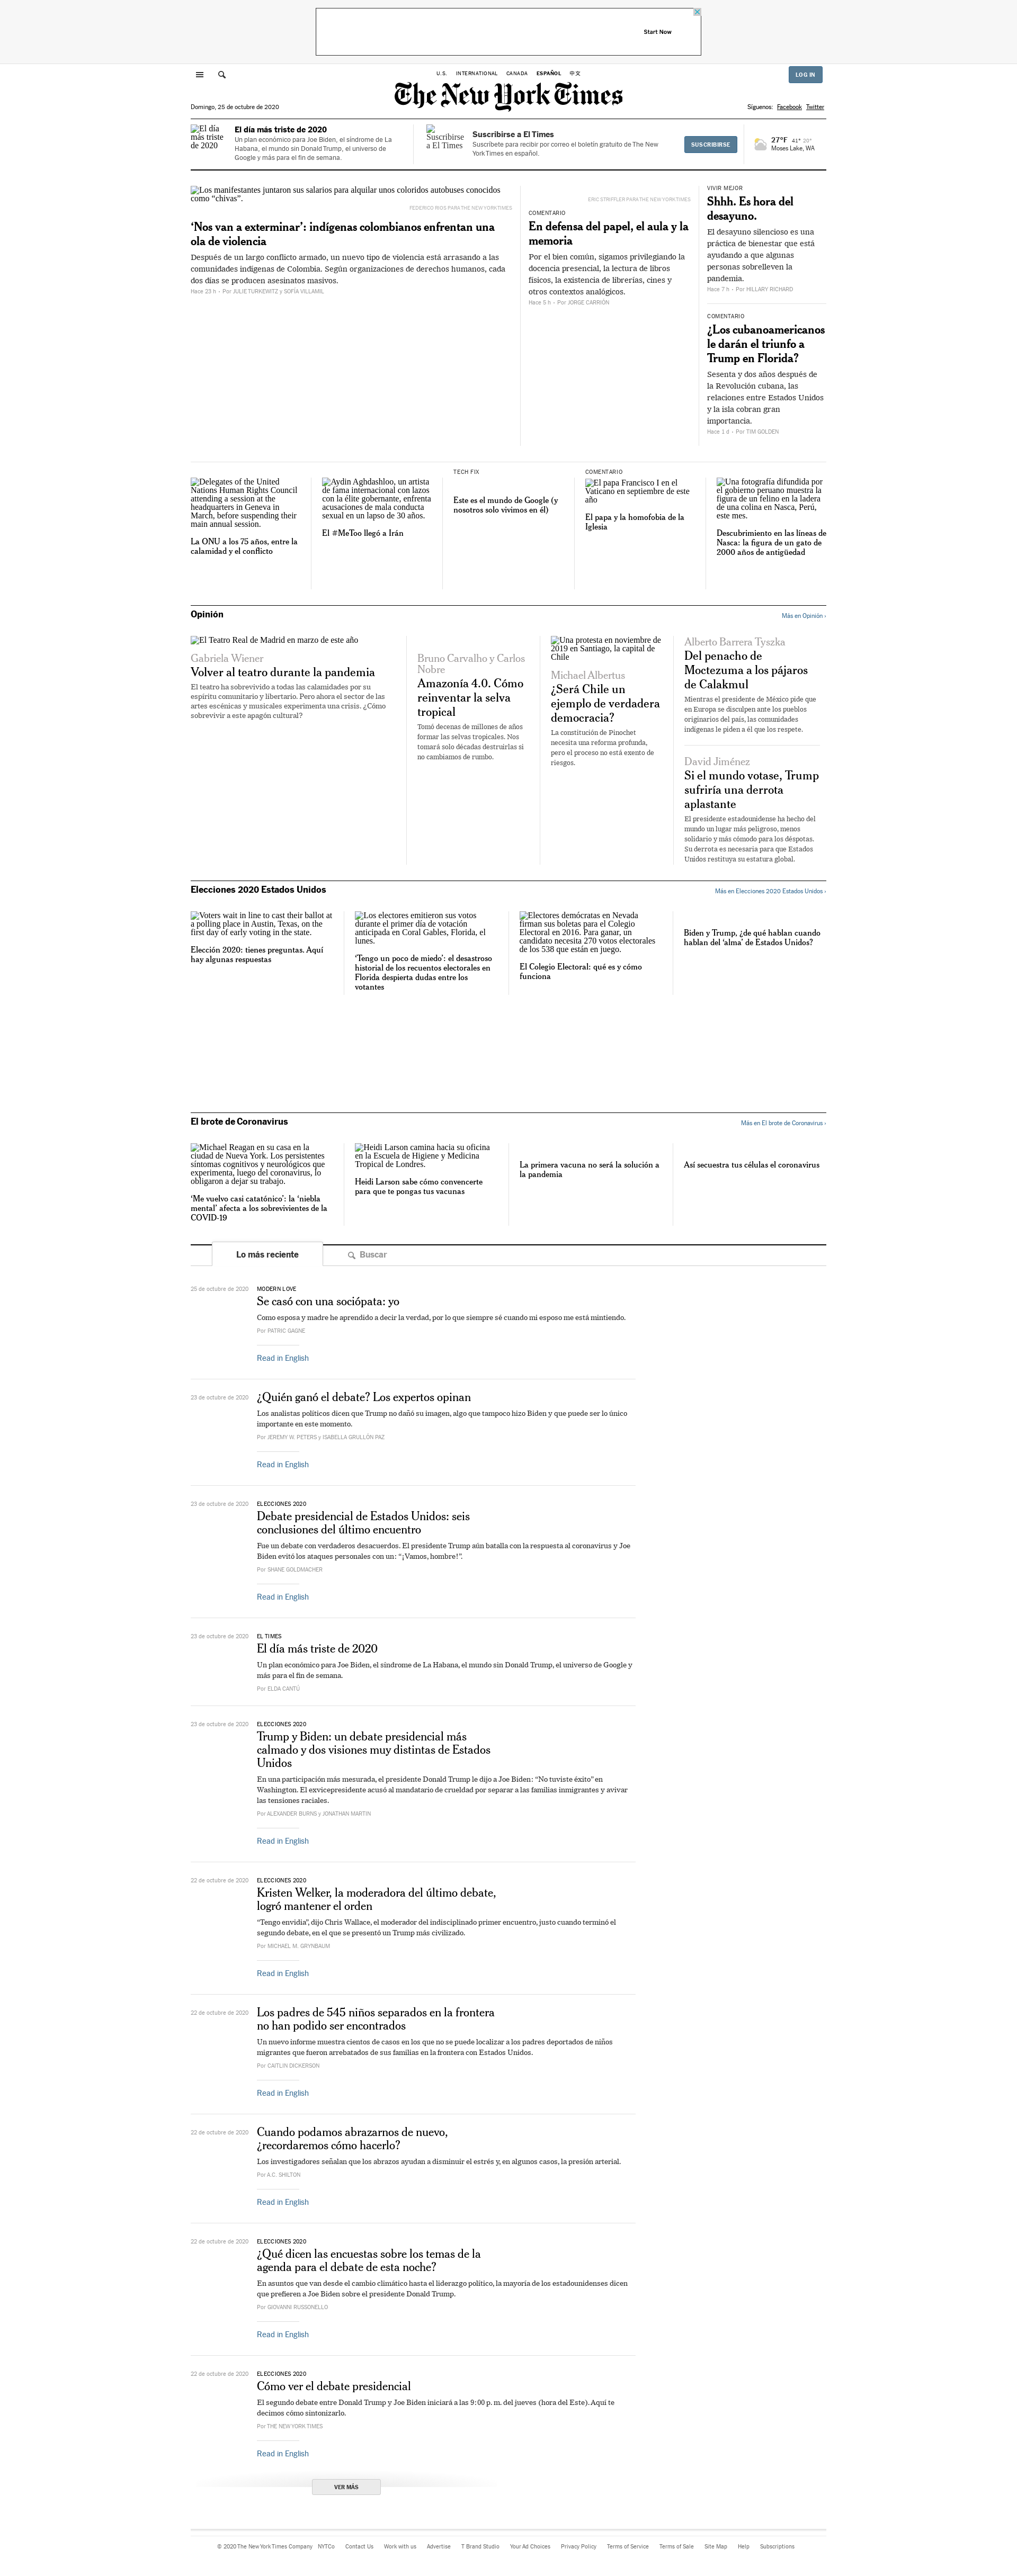 Start Now
U.S. INTERNATIONAL CANADA ESPAÑOL 中文
LOG IN
The New York Times
Domingo, 25 de octubre de 2020
Síguenos: Facebook Twitter
El día más triste de 2020
El día más triste de 2020
Un plan económico para Joe Biden, el síndrome de La Habana, el mundo sin Donald Trump, el universo de Google y más para el fin de semana.
Suscribirse a El Times
Suscribirse a El Times
Suscríbete para recibir por correo el boletín gratuito de The New York Times en español.
SUSCRIBIRSE
27°F 41° 20°
Moses Lake, WA
Los manifestantes juntaron sus salarios para alquilar unos coloridos autobuses conocidos como “chivas”.
FEDERICO RIOS PARA THE NEW YORK TIMES
‘Nos van a exterminar’: indígenas colombianos enfrentan una ola de violencia
Después de un largo conflicto armado, un nuevo tipo de violencia está arrasando a las comunidades indígenas de Colombia. Según organizaciones de derechos humanos, cada dos días se producen asesinatos masivos.
Hace 23 h – Por JULIE TURKEWITZ y SOFÍA VILLAMIL
ERIC STRIFFLER PARA THE NEW YORK TIMES
COMENTARIO
En defensa del papel, el aula y la memoria
Por el bien común, sigamos privilegiando la docencia presencial, la lectura de libros físicos, la existencia de librerías, cines y otros contextos analógicos.
Hace 5 h – Por JORGE CARRIÓN
VIVIR MEJOR
Shhh. Es hora del desayuno.
El desayuno silencioso es una práctica de bienestar que está ayudando a que algunas personas sobrelleven la pandemia.
Hace 7 h – Por HILLARY RICHARD
COMENTARIO
¿Los cubanoamericanos le darán el triunfo a Trump en Florida?
Sesenta y dos años después de la Revolución cubana, las relaciones entre Estados Unidos y la isla cobran gran importancia.
Hace 1 d – Por TIM GOLDEN
Delegates of the United Nations Human Rights Council attending a session at the headquarters in Geneva in March, before suspending their main annual session.
La ONU a los 75 años, entre la calamidad y el conflicto
Aydin Aghdashloo, un artista de fama internacional con lazos con la élite gobernante, enfrenta acusaciones de mala conducta sexual en un lapso de 30 años.
El #MeToo llegó a Irán
TECH FIX
Este es el mundo de Google (y nosotros solo vivimos en él)
COMENTARIO
El papa Francisco I en el Vaticano en septiembre de este año
El papa y la homofobia de la Iglesia
Una fotografía difundida por el gobierno peruano muestra la figura de un felino en la ladera de una colina en Nasca, Perú, este mes.
Descubrimiento en las líneas de Nasca: la figura de un gato de 2000 años de antigüedad
Opinión
Más en Opinión ›
El Teatro Real de Madrid en marzo de este año
Gabriela Wiener
Volver al teatro durante la pandemia
El teatro ha sobrevivido a todas las calamidades por su espíritu comunitario y libertario. Pero ahora el sector de las artes escénicas y musicales experimenta una crisis. ¿Cómo sobrevivir a este apagón cultural?
Bruno Carvalho y Carlos Nobre
Amazonía 4.0. Cómo reinventar la selva tropical
Tomó decenas de millones de años formar las selvas tropicales. Nos tomará solo décadas destruirlas si no cambiamos de rumbo.
Una protesta en noviembre de 2019 en Santiago, la capital de Chile
Michael Albertus
¿Será Chile un ejemplo de verdadera democracia?
La constitución de Pinochet necesita una reforma profunda, pero el proceso no está exento de riesgos.
Alberto Barrera Tyszka
Del penacho de Moctezuma a los pájaros de Calakmul
Mientras el presidente de México pide que en Europa se disculpen ante los pueblos originarios del país, las comunidades indígenas le piden a él que los respete.
David Jiménez
Si el mundo votase, Trump sufriría una derrota aplastante
El presidente estadounidense ha hecho del mundo un lugar más peligroso, menos solidario y más cómodo para los déspotas. Su derrota es necesaria para que Estados Unidos restituya su estatura global.
Elecciones 2020 Estados Unidos
Más en Elecciones 2020 Estados Unidos ›
Voters wait in line to cast their ballot at a polling place in Austin, Texas, on the first day of early voting in the state.
Elección 2020: tienes preguntas. Aquí hay algunas respuestas
Los electores emitieron sus votos durante el primer día de votación anticipada en Coral Gables, Florida, el lunes.
‘Tengo un poco de miedo’: el desastroso historial de los recuentos electorales en Florida despierta dudas entre los votantes
Electores demócratas en Nevada firman sus boletas para el Colegio Electoral en 2016. Para ganar, un candidato necesita 270 votos electorales de los 538 que están en juego.
El Colegio Electoral: qué es y cómo funciona
Biden y Trump, ¿de qué hablan cuando hablan del ‘alma’ de Estados Unidos?
El brote de Coronavirus
Más en El brote de Coronavirus ›
Michael Reagan en su casa en la ciudad de Nueva York. Los persistentes síntomas cognitivos y neurológicos que experimenta, luego del coronavirus, lo obligaron a dejar su trabajo.
‘Me vuelvo casi catatónico’: la ‘niebla mental’ afecta a los sobrevivientes de la COVID-19
Heidi Larson camina hacia su oficina en la Escuela de Higiene y Medicina Tropical de Londres.
Heidi Larson sabe cómo convencerte para que te pongas tus vacunas
La primera vacuna no será la solución a la pandemia
Así secuestra tus células el coronavirus
Lo más reciente
Buscar
25 de octubre de 2020
MODERN LOVE
Se casó con una sociópata: yo
Como esposa y madre he aprendido a decir la verdad, por lo que siempre sé cuando mi esposo me está mintiendo.
Por PATRIC GAGNE
Read in English
23 de octubre de 2020
¿Quién ganó el debate? Los expertos opinan
Los analistas políticos dicen que Trump no dañó su imagen, algo que tampoco hizo Biden y que puede ser lo único importante en este momento.
Por JEREMY W. PETERS y ISABELLA GRULLÓN PAZ
Read in English
23 de octubre de 2020
ELECCIONES 2020
Debate presidencial de Estados Unidos: seis conclusiones del último encuentro
Fue un debate con verdaderos desacuerdos. El presidente Trump aún batalla con la respuesta al coronavirus y Joe Biden evitó los ataques personales con un: “¡Vamos, hombre!”.
Por SHANE GOLDMACHER
Read in English
23 de octubre de 2020
EL TIMES
El día más triste de 2020
Un plan económico para Joe Biden, el síndrome de La Habana, el mundo sin Donald Trump, el universo de Google y más para el fin de semana.
Por ELDA CANTÚ
23 de octubre de 2020
ELECCIONES 2020
Trump y Biden: un debate presidencial más calmado y dos visiones muy distintas de Estados Unidos
En una participación más mesurada, el presidente Donald Trump le dijo a Joe Biden: “No tuviste éxito” en Washington. El exvicepresidente acusó al mandatario de crueldad por separar a las familias inmigrantes y avivar las tensiones raciales.
Por ALEXANDER BURNS y JONATHAN MARTIN
Read in English
22 de octubre de 2020
ELECCIONES 2020
Kristen Welker, la moderadora del último debate, logró mantener el orden
“Tengo envidia”, dijo Chris Wallace, el moderador del indisciplinado primer encuentro, justo cuando terminó el segundo debate, en el que se presentó un Trump más civilizado.
Por MICHAEL M. GRYNBAUM
Read in English
22 de octubre de 2020
Los padres de 545 niños separados en la frontera no han podido ser encontrados
Un nuevo informe muestra cientos de casos en los que no se puede localizar a los padres deportados de niños migrantes que fueron arrebatados de sus familias en la frontera con Estados Unidos.
Por CAITLIN DICKERSON
Read in English
22 de octubre de 2020
Cuando podamos abrazarnos de nuevo, ¿recordaremos cómo hacerlo?
Los investigadores señalan que los abrazos ayudan a disminuir el estrés y, en algunos casos, la presión arterial.
Por A.C. SHILTON
Read in English
22 de octubre de 2020
ELECCIONES 2020
¿Qué dicen las encuestas sobre los temas de la agenda para el debate de esta noche?
En asuntos que van desde el cambio climático hasta el liderazgo político, la mayoría de los estadounidenses dicen que prefieren a Joe Biden sobre el presidente Donald Trump.
Por GIOVANNI RUSSONELLO
Read in English
22 de octubre de 2020
ELECCIONES 2020
Cómo ver el debate presidencial
El segundo debate entre Donald Trump y Joe Biden iniciará a las 9:00 p. m. del jueves (hora del Este). Aquí te decimos cómo sintonizarlo.
Por THE NEW YORK TIMES
Read in English
VER MÁS
© 2020 The New York Times Company NYTCo Contact Us Work with us Advertise T Brand Studio Your Ad Choices Privacy Policy Terms of Service Terms of Sale Site Map Help Subscriptions